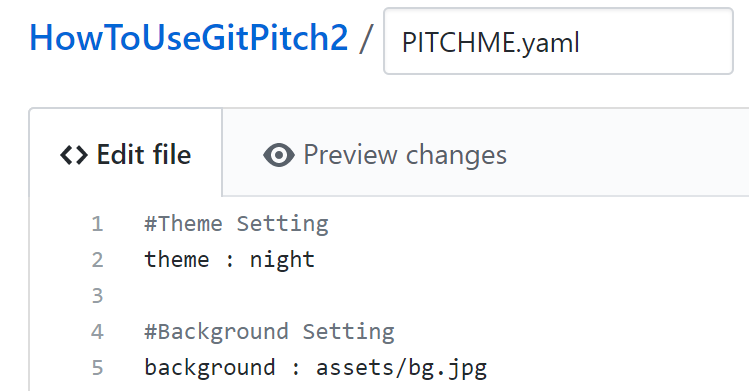 HowToUseGitPitch2 / PITCHME.yaml
<> Edit file Preview changes
1 #Theme Setting
2 theme : night
3
4 #Background Setting
5 background : assets/bg.jpg